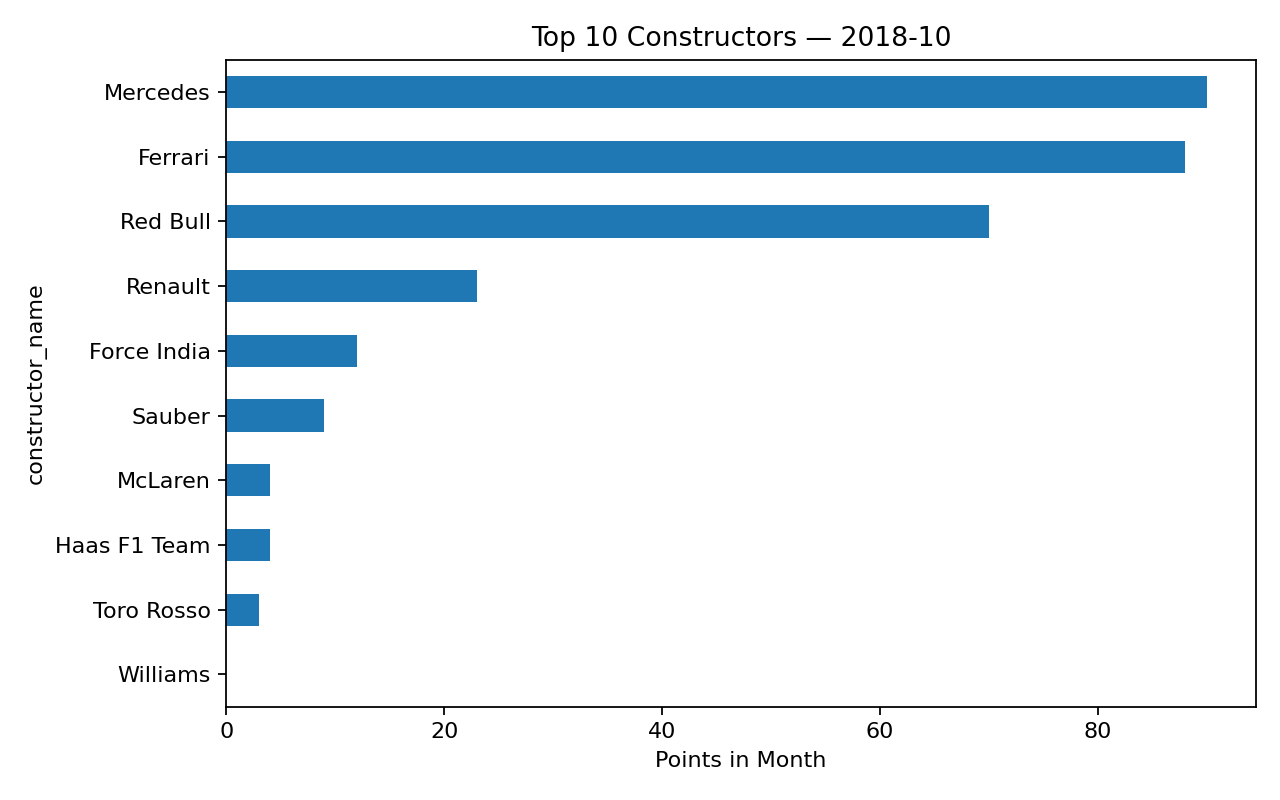 Top 10 Constructors — 2018-10
Mercedes
Ferrari
Red Bull
Renault
Force India
Sauber
McLaren
Haas F1 Team
Toro Rosso
Williams
constructor_name
0 20 40 60 80
Points in Month